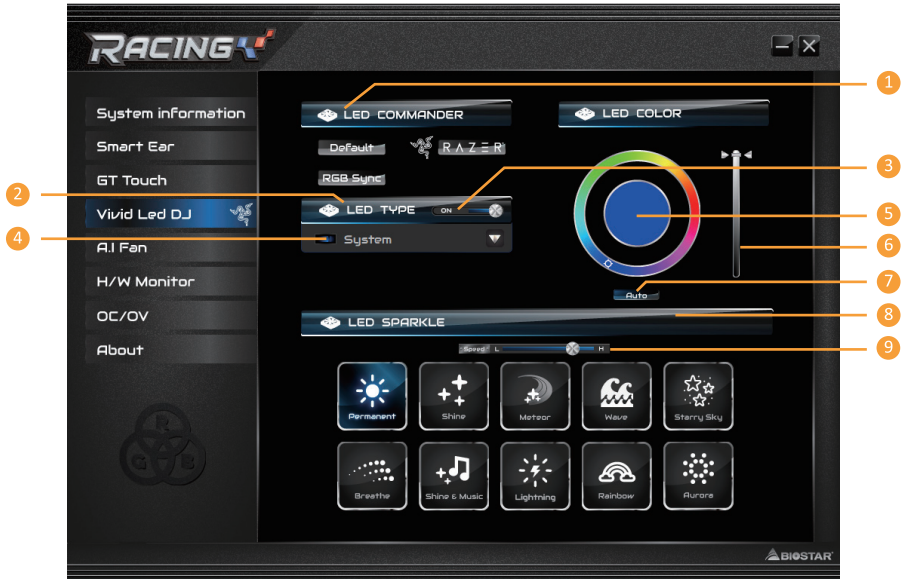 RACING
System information
Smart Ear
GT Touch
Vivid Led DJ
A.I Fan
H/W Monitor
OC/OV
About
R
G B
LED COMMANDER
Default
RAZER
RGB Sync
LED TYPE ON
System
LED COLOR
Auto
LED SPARKLE
Speed L H
Permanent
Shine
Meteor
Wave
Starry Sky
Breathe
Shine & Music
Lightning
Rainbow
Aurora
BIOSTAR
1
2
3
4
5
6
7
8
9